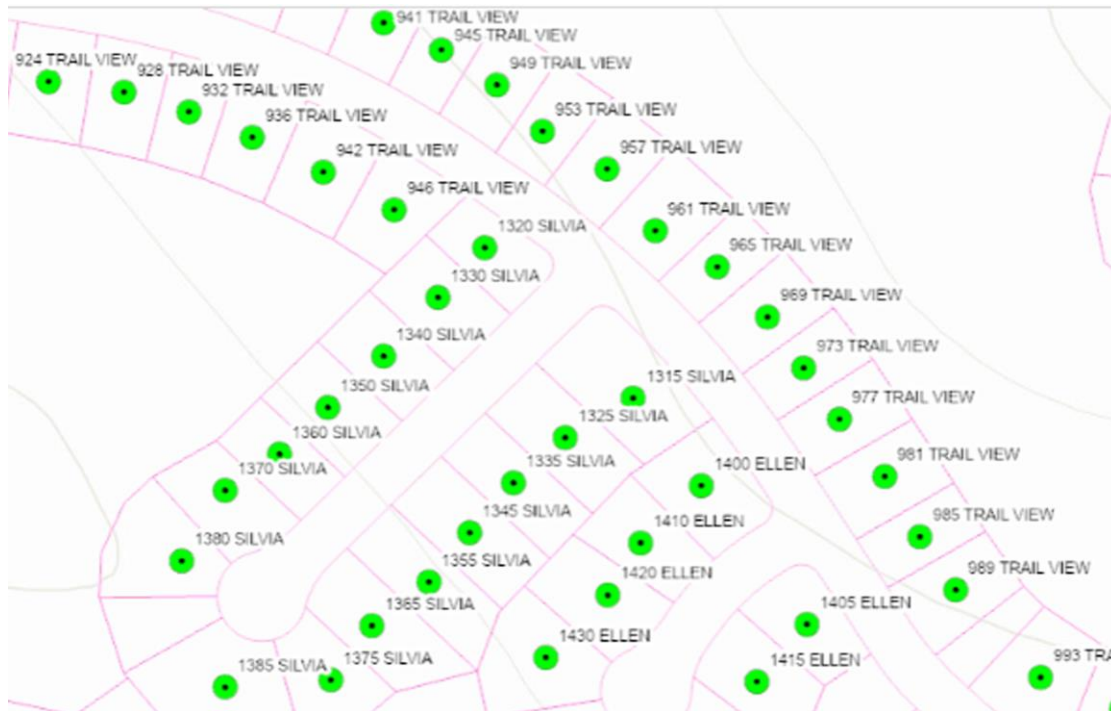 941 TRAIL VIEW
945 TRAIL VIEW
924 TRAIL VIEW
928 TRAIL VIEW
949 TRAIL VIEW
932 TRAIL VIEW
953 TRAIL VIEW
936 TRAIL VIEW
942 TRAIL VIEW
957 TRAIL VIEW
946 TRAIL VIEW
961 TRAIL VIEW
1320 SILVIA
965 TRAIL VIEW
1330 SILVIA
969 TRAIL VIEW
1340 SILVIA
973 TRAIL VIEW
1315 SILVIA
1350 SILVIA
977 TRAIL VIEW
1325 SILVIA
1360 SILVIA
981 TRAIL VIEW
1335 SILVIA
1400 ELLEN
1370 SILVIA
1345 SILVIA
985 TRAIL VIEW
1410 ELLEN
1380 SILVIA
1355 SILVIA
989 TRAIL VIEW
1420 ELLEN
1365 SILVIA
1405 ELLEN
1430 ELLEN
993 TRA
1375 SILVIA
1415 ELLEN
1385 SILVIA